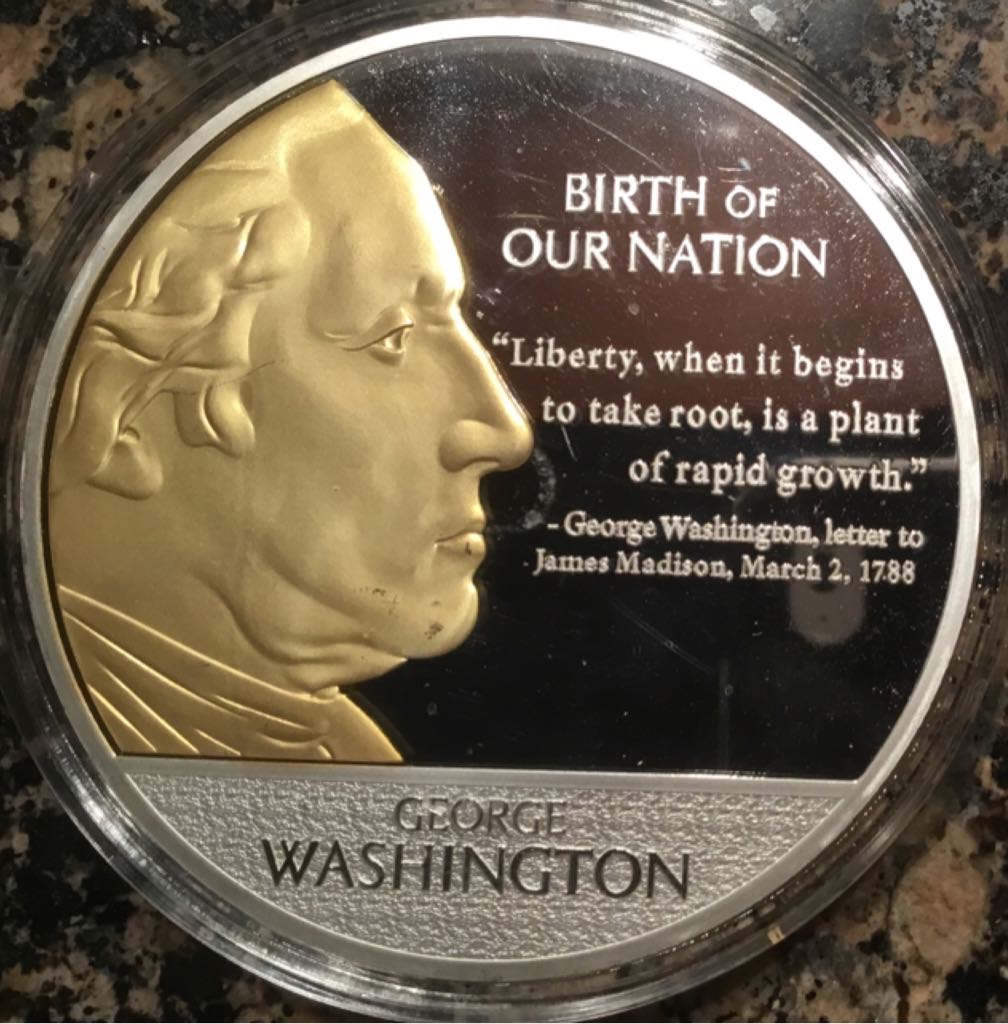 BIRTH OF
OUR NATION
“Liberty, when it begins
to take root, is a plant
of rapid growth.”
- George Washington, letter to
James Madison, March 2, 1788
GEORGE
WASHINGTON